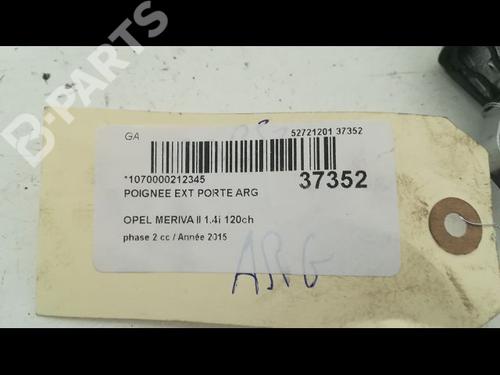 B-PARTS
GA
52721201 37352
*1070000212345
37352
POIGNEE EXT PORTE ARG
OPEL MERIVA II 1.4i 120ch
phase 2 cc / Année 2015
ARG